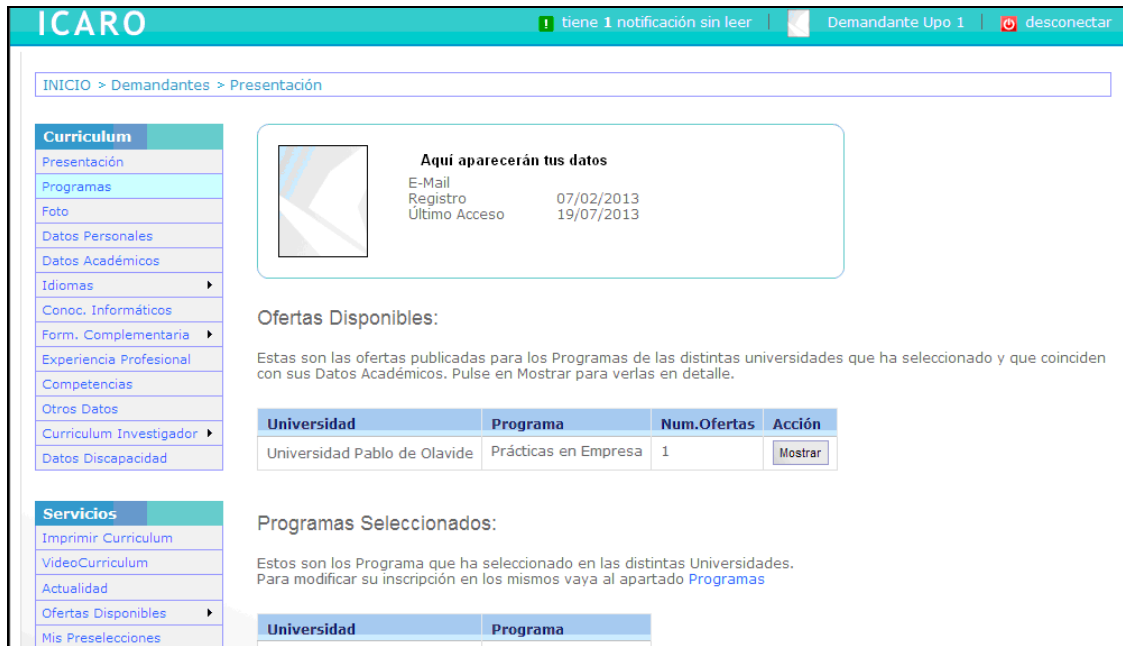 ICARO
tiene 1 notificación sin leer
Demandante Upo 1
desconectar
INICIO > Demandantes > Presentación
Curriculum
Presentación
Programas
Foto
Datos Personales
Datos Académicos
Idiomas
Conoc. Informáticos
Form. Complementaria
Experiencia Profesional
Competencias
Otros Datos
Curriculum Investigador
Datos Discapacidad
Servicios
Imprimir Curriculum
VideoCurriculum
Actualidad
Ofertas Disponibles
Mis Preselecciones
Aquí aparecerán tus datos
E-Mail
Registro 07/02/2013
Último Acceso 19/07/2013
Ofertas Disponibles:
Estas son las ofertas publicadas para los Programas de las distintas universidades que ha seleccionado y que coinciden
con sus Datos Académicos. Pulse en Mostrar para verlas en detalle.
Universidad Programa Num.Ofertas Acción
Universidad Pablo de Olavide Prácticas en Empresa 1 Mostrar
Programas Seleccionados:
Estos son los Programa que ha seleccionado en las distintas Universidades.
Para modificar su inscripción en los mismos vaya al apartado Programas
Universidad Programa